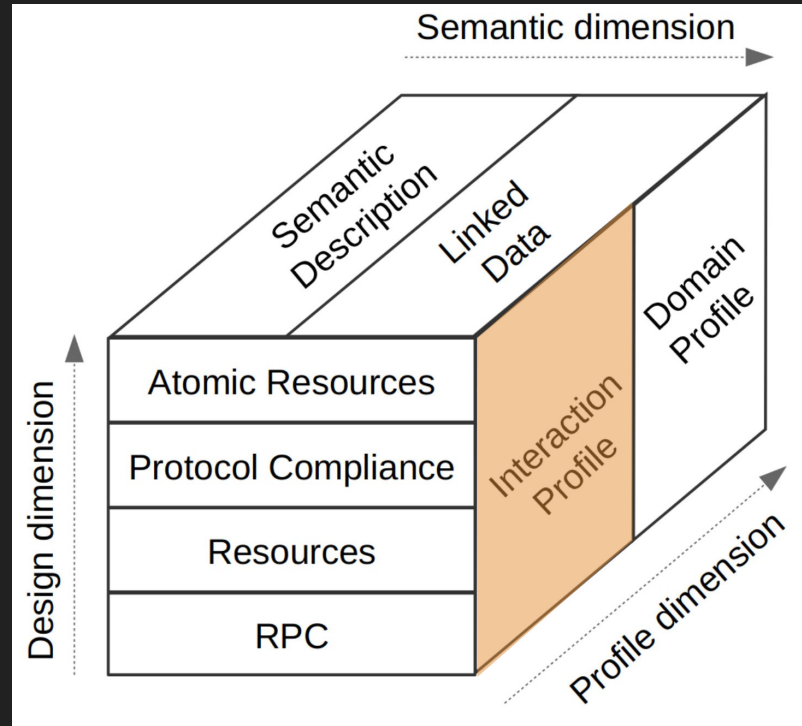 Semantic dimension
Semantic
Description
Linked
Data
Domain
Profile
Interaction
Profile
Atomic Resources
Protocol Compliance
Resources
RPC
Design dimension
Profile dimension